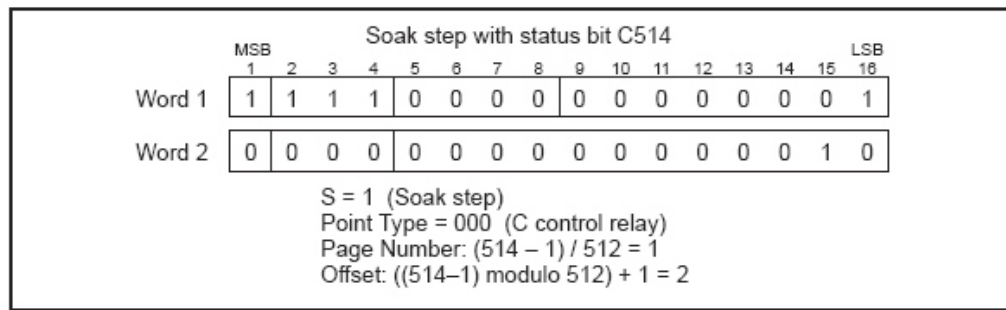 Soak step with status bit C514
MSB LSB
1 2 3 4 5 6 7 8 9 10 11 12 13 14 15 16
Word 1 1 1 1 1 0 0 0 0 0 0 0 0 0 0 0 1
Word 2 0 0 0 0 0 0 0 0 0 0 0 0 0 0 1 0
S = 1 (Soak step)
Point Type = 000 (C control relay)
Page Number: (514 – 1) / 512 = 1
Offset: ((514–1) modulo 512) + 1 = 2